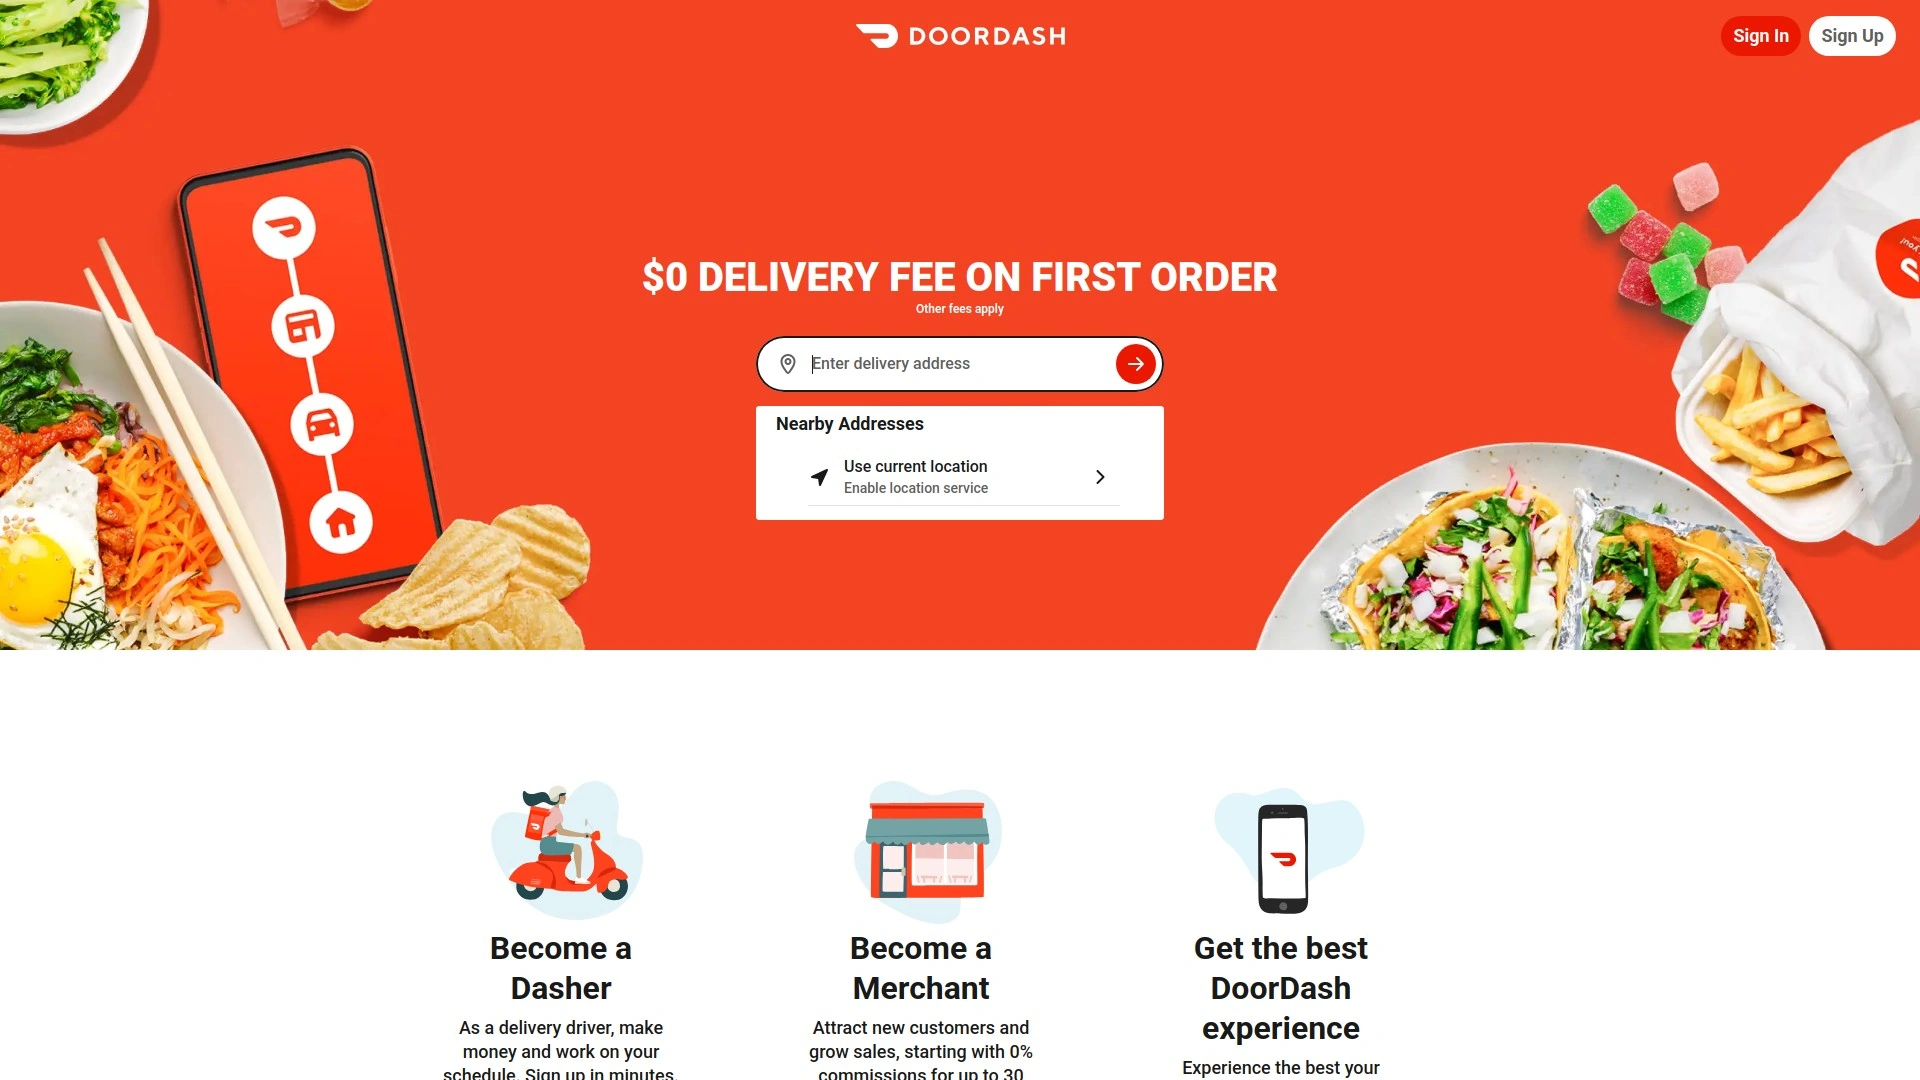 DOORDASH
Sign In
Sign Up
$0 DELIVERY FEE ON FIRST ORDER
Other fees apply
Enter delivery address
Nearby Addresses
Use current location
Enable location service
Become a
Dasher
As a delivery driver, make
money and work on your
schedule. Sign up in minutes.
Become a
Merchant
Attract new customers and
grow sales, starting with 0%
commissions for up to 30
Get the best
DoorDash
experience
Experience the best your